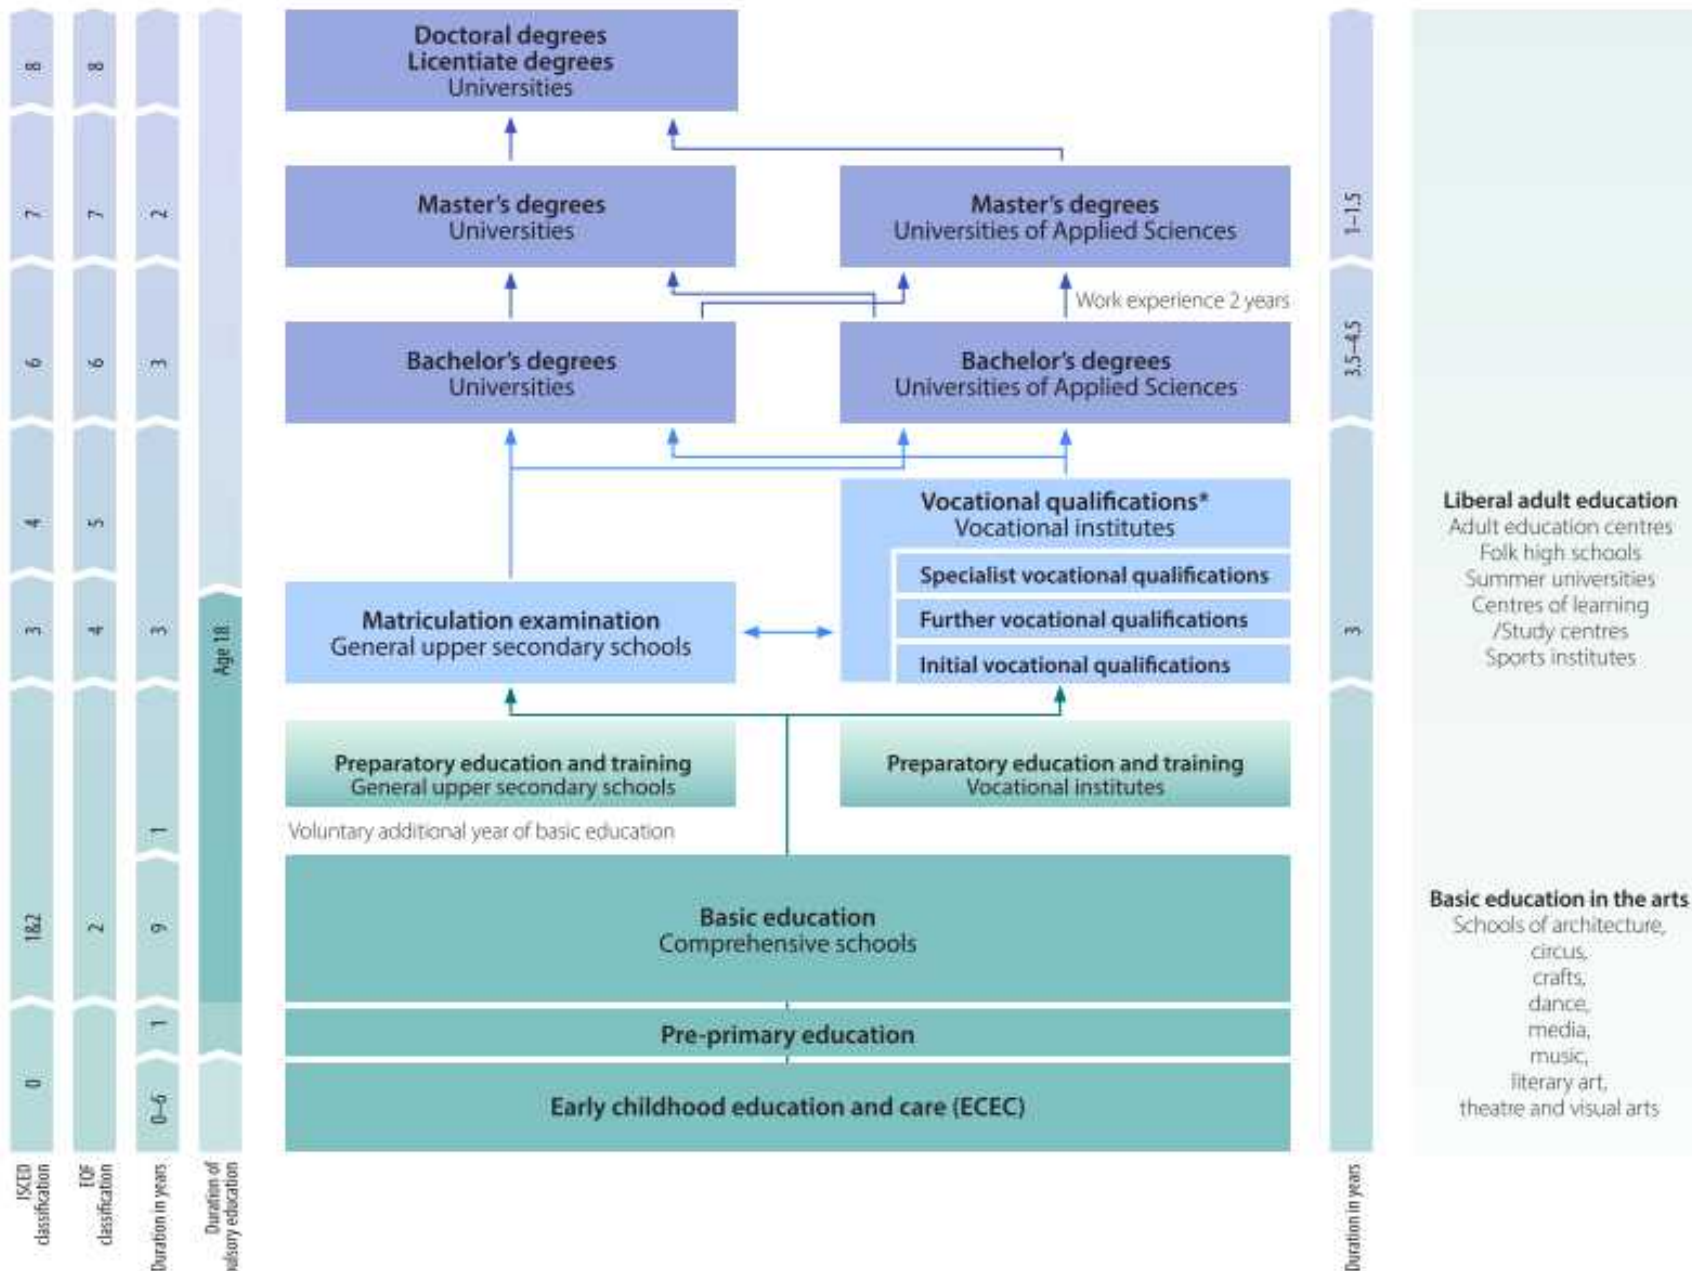 Doctoral degrees
Licentiate degrees
Universities
8
8
Master's degrees
Universities
Master's degrees
Universities of Applied Sciences
7
7
2
1–1.5
Work experience 2 years
Bachelor's degrees
Universities
Bachelor's degrees
Universities of Applied Sciences
6
6
3
3.5–4.5
Vocational qualifications*
Vocational institutes
Specialist vocational qualifications
Further vocational qualifications
Initial vocational qualifications
4
5
Matriculation examination
General upper secondary schools
3
4
3
Age 18
3
Preparatory education and training
General upper secondary schools
Preparatory education and training
Vocational institutes
Voluntary additional year of basic education
1
Basic education
Comprehensive schools
1&2
2
9
Pre-primary education
1
Early childhood education and care (ECEC)
0
0–6
ISCED
classification
EQF
classification
Duration in years
Duration of
pulsory education
Duration in years
Liberal adult education
Adult education centres
Folk high schools
Summer universities
Centres of learning
/Study centres
Sports institutes
Basic education in the arts
Schools of architecture,
circus,
crafts,
dance,
media,
music,
literary art,
theatre and visual arts